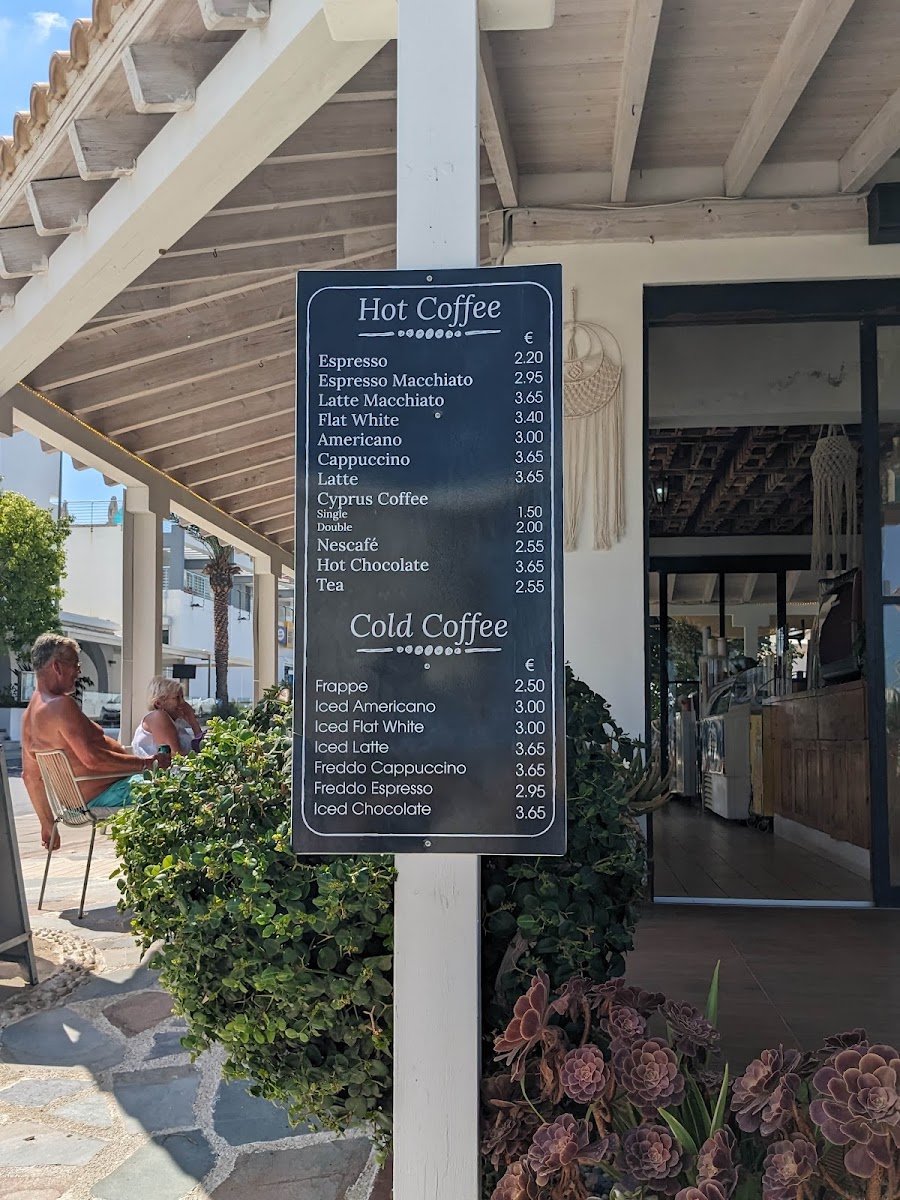 Hot Coffee
€
Espresso 2.20
Espresso Macchiato 2.95
Latte Macchiato 3.65
Flat White 3.40
Americano 3.00
Cappuccino 3.65
Latte 3.65
Cyprus Coffee
Single 1.50
Double 2.00
Nescafé 2.55
Hot Chocolate 3.65
Tea 2.55
Cold Coffee
€
Frappe 2.50
Iced Americano 3.00
Iced Flat White 3.00
Iced Latte 3.65
Freddo Cappuccino 3.65
Freddo Espresso 2.95
Iced Chocolate 3.65